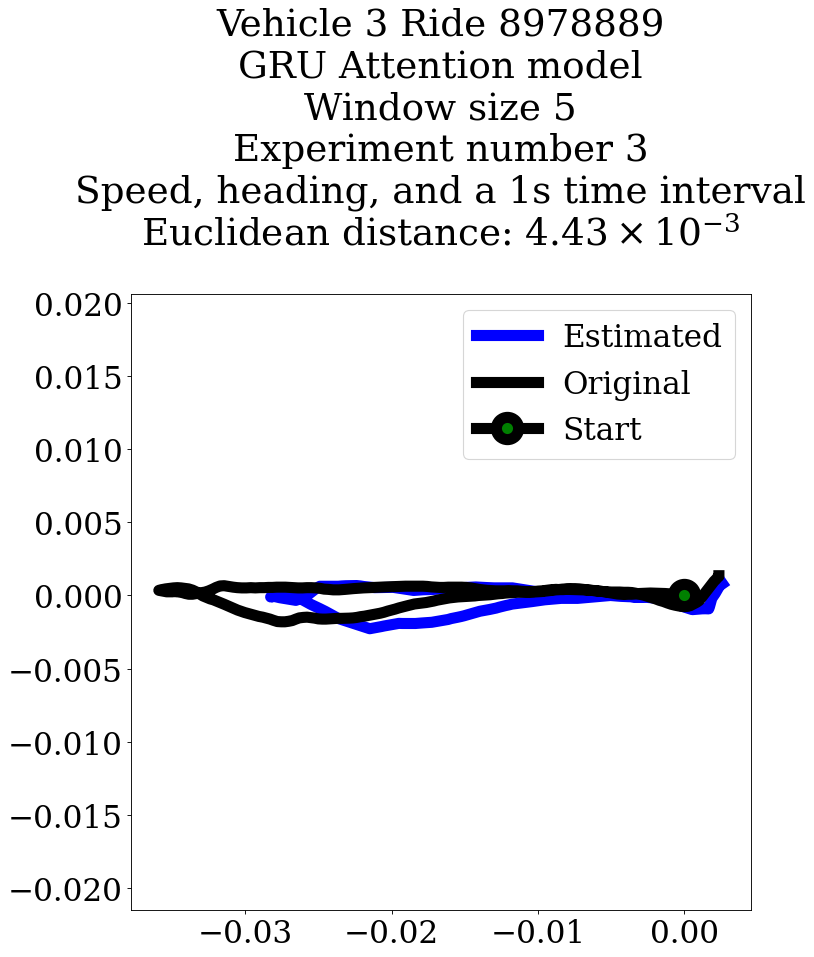 Vehicle 3 Ride 8978889
GRU Attention model
Window size 5
Experiment number 3
Speed, heading, and a 1s time interval
Euclidean distance: 4.43 × 10⁻³
0.020
0.015
0.010
0.005
0.000
−0.005
−0.010
−0.015
−0.020
Estimated
Original
Start
−0.03
−0.02
−0.01
0.00